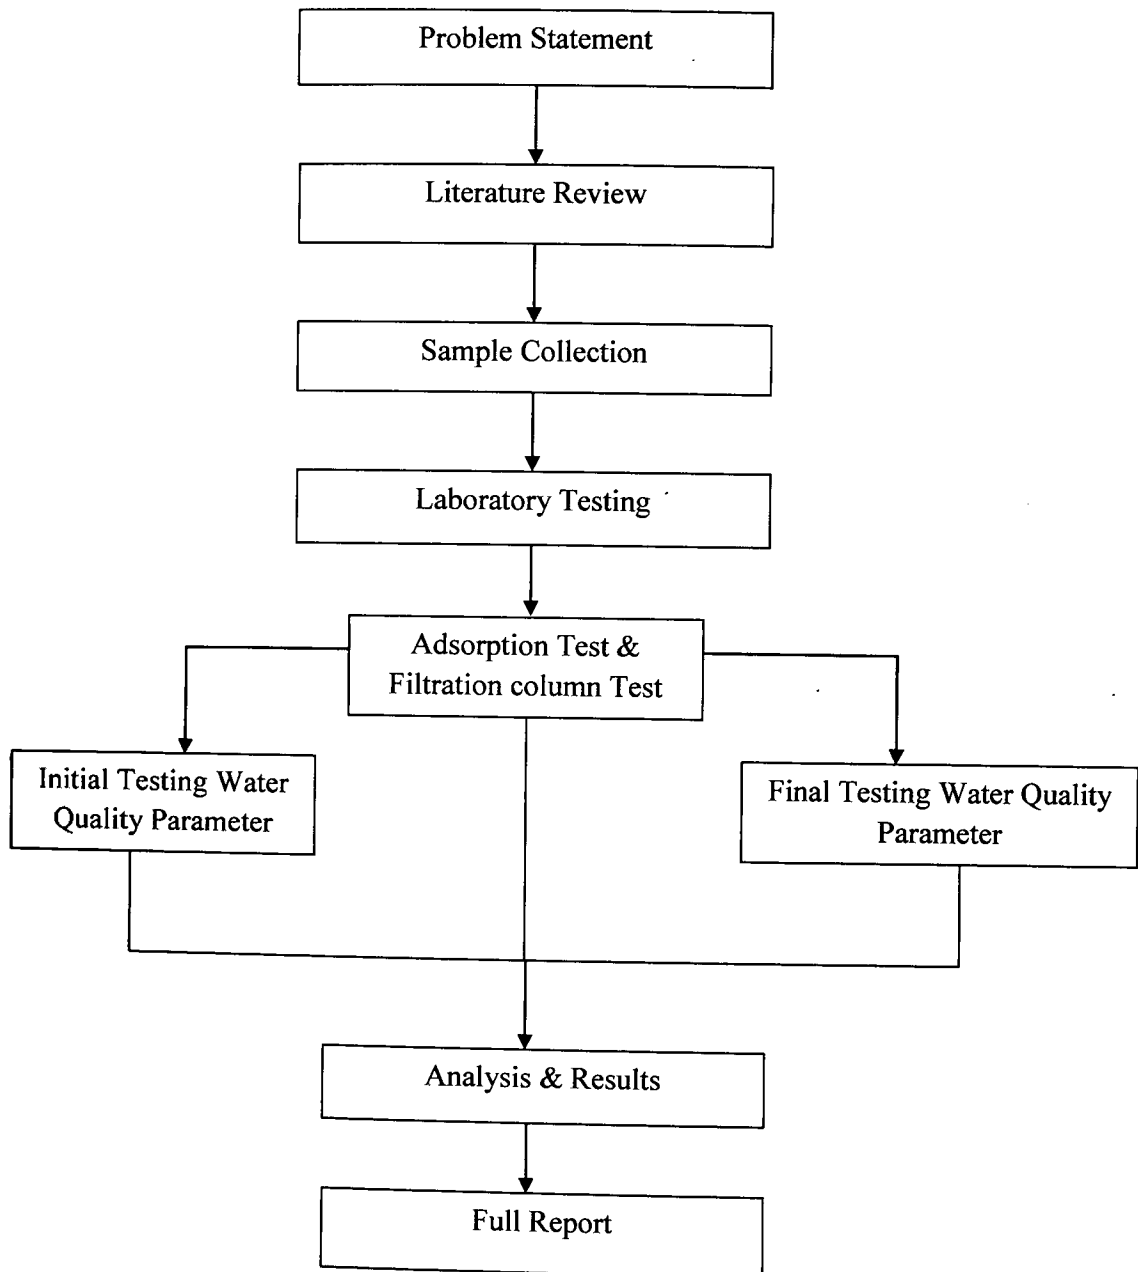 Problem Statement
Literature Review
Sample Collection
Laboratory Testing
Adsorption Test &
Filtration column Test
Initial Testing Water
Quality Parameter
Final Testing Water Quality
Parameter
Analysis & Results
Full Report